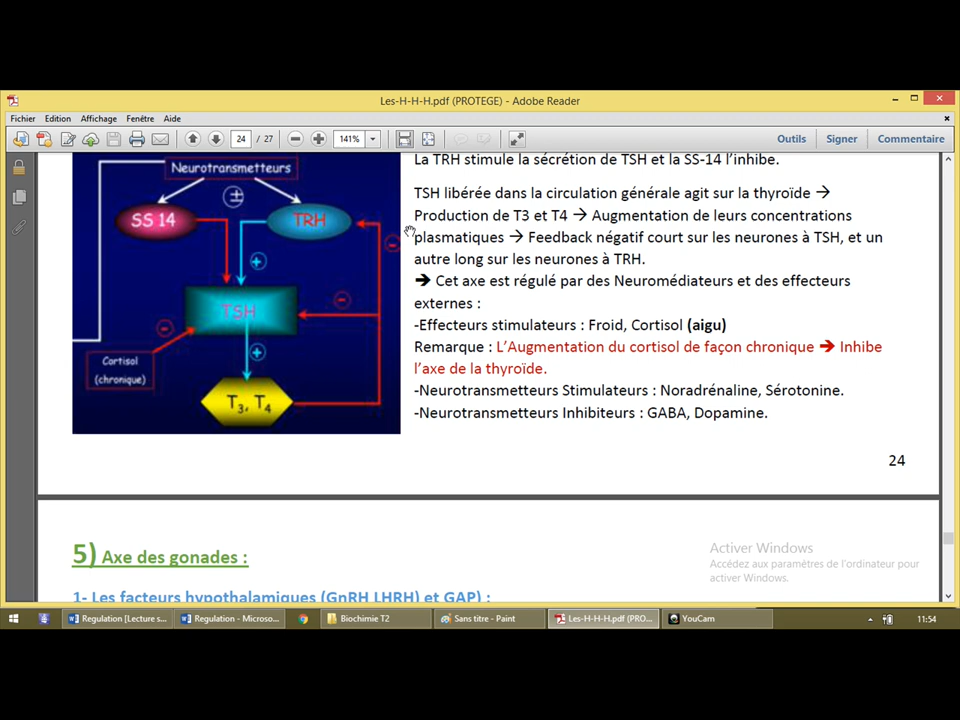 Les-H-H-H.pdf (PROTEGE) - Adobe Reader
Fichier Edition Affichage Fenêtre Aide
24 / 27 141% Outils Signer Commentaire
Neurotransmetteurs
±
SS 14
TRH
-
+
TSH
-
-
+
Cortisol
(chronique)
T3, T4
La TRH stimule la sécrétion de TSH et la SS-14 l'inhibe.
TSH libérée dans la circulation générale agit sur la thyroïde →
Production de T3 et T4 → Augmentation de leurs concentrations
plasmatiques → Feedback négatif court sur les neurones à TSH, et un
autre long sur les neurones à TRH.
➔ Cet axe est régulé par des Neuromédiateurs et des effecteurs
externes :
-Effecteurs stimulateurs : Froid, Cortisol (aigu)
Remarque : L'Augmentation du cortisol de façon chronique ➔ Inhibe
l'axe de la thyroïde.
-Neurotransmetteurs Stimulateurs : Noradrénaline, Sérotonine.
-Neurotransmetteurs Inhibiteurs : GABA, Dopamine.
24
5) Axe des gonades :
1- Les facteurs hypothalamiques (GnRH LHRH) et GAP) :
Activer Windows
Accédez aux paramètres de l'ordinateur pour
activer Windows.
Regulation [Lecture s... Regulation - Microso... Biochimie T2 Sans titre - Paint Les-H-H-H.pdf (PRO... YouCam 11:54